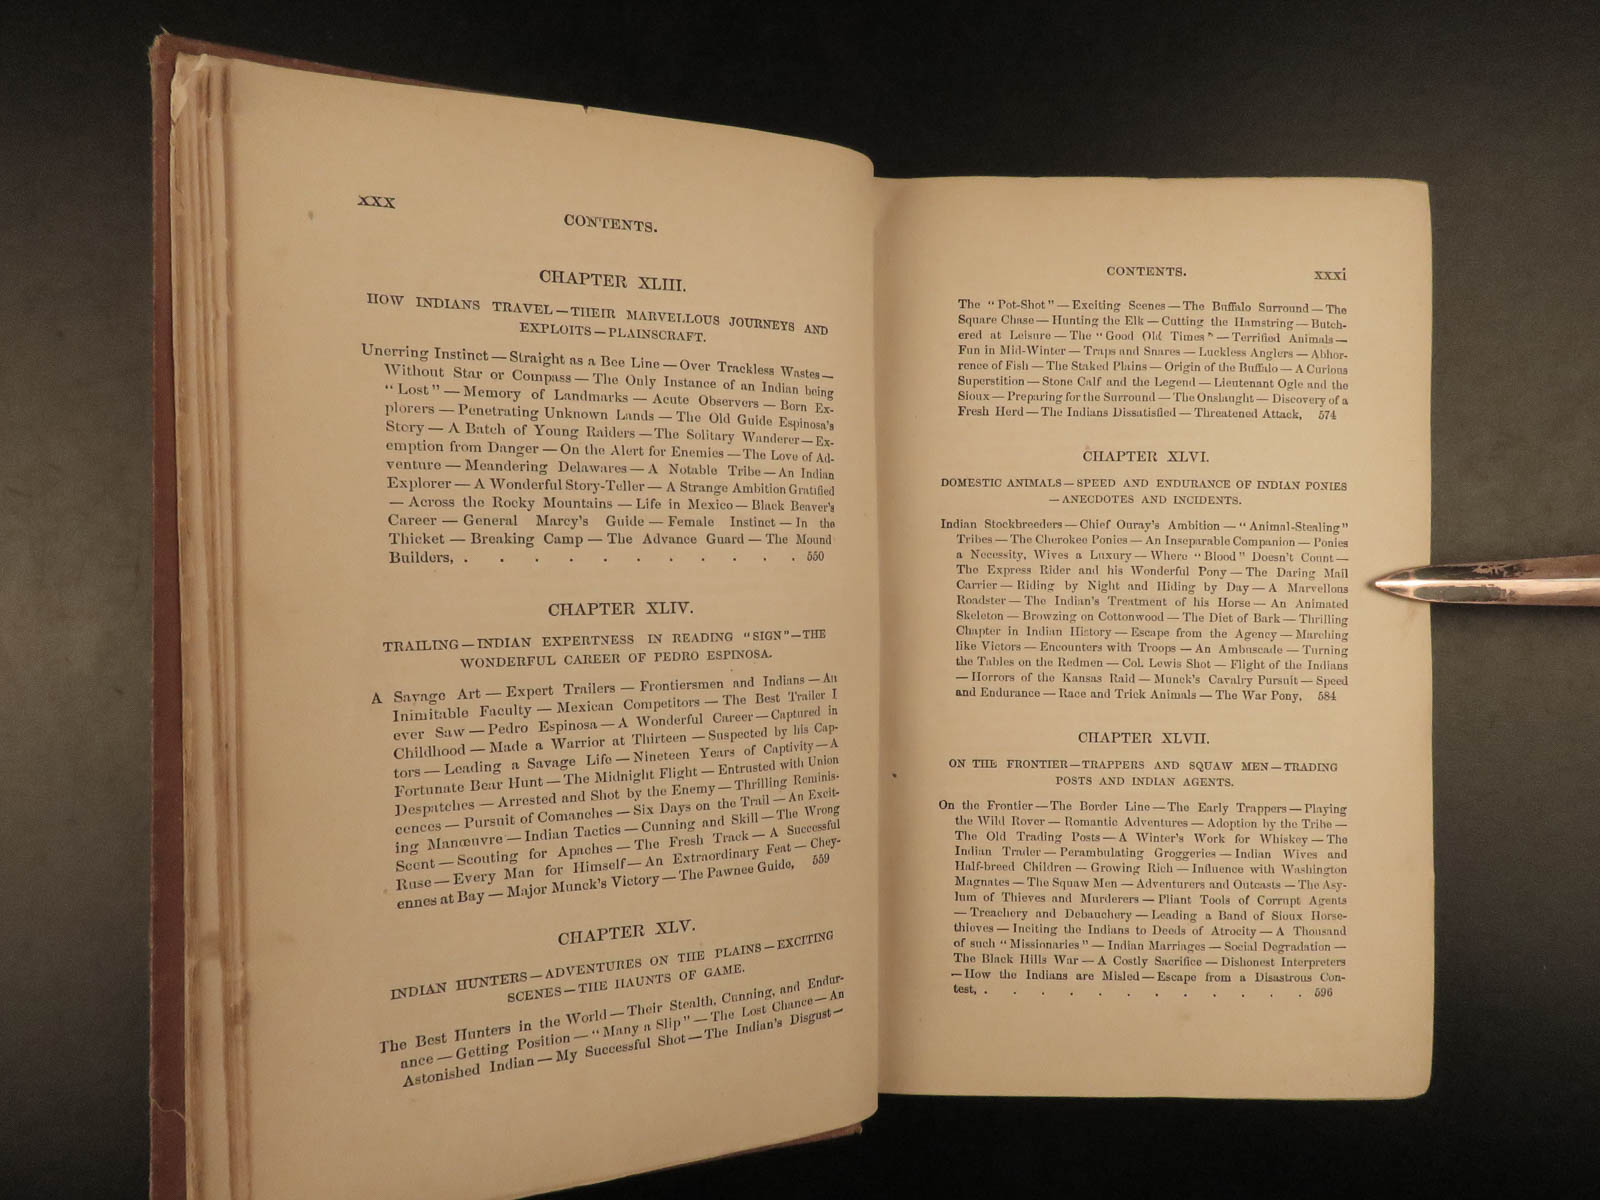 xxx
CONTENTS.
CHAPTER XLIII.
HOW INDIANS TRAVEL—THEIR MARVELLOUS JOURNEYS AND
EXPLOITS—PLAINSCRAFT.
Unerring Instinct—Straight as a Bee Line—Over Trackless Wastes—
Without Star or Compass—The Only Instance of an Indian being
"Lost"—Memory of Landmarks—Acute Observers—Born Ex-
plorers—Penetrating Unknown Lands—The Old Guide Espinosa's
Story—A Batch of Young Raiders—The Solitary Wanderer—Ex-
emption from Danger—On the Alert for Enemies—The Love of Ad-
venture—Meandering Delawares—A Notable Tribe—An Indian
Explorer—A Wonderful Story-Teller—A Strange Ambition Gratified
—Across the Rocky Mountains—Life in Mexico—Black Beaver's
Career—General Marcy's Guide—Female Instinct—In the
Thicket—Breaking Camp—The Advance Guard—The Mound
Builders, . . . . . . . . . . . 550
CHAPTER XLIV.
TRAILING—INDIAN EXPERTNESS IN READING "SIGN"—THE
WONDERFUL CAREER OF PEDRO ESPINOSA.
A Savage Art—Expert Trailers—Frontiersmen and Indians—An
Inimitable Faculty—Mexican Competitors—The Best Trailer I
ever Saw—Pedro Espinosa—A Wonderful Career—Captured in
Childhood—Made a Warrior at Thirteen—Suspected by his Cap-
tors—Leading a Savage Life—Nineteen Years of Captivity—A
Fortunate Bear Hunt—The Midnight Flight—Entrusted with Union
Despatches—Arrested and Shot by the Enemy—Thrilling Reminis-
cences—Pursuit of Comanches—Six Days on the Trail—An Excit-
ing Manœuvre—Indian Tactics—Cunning and Skill—The Wrong
Scent—Scouting for Apaches—The Fresh Track—A Successful
Ruse—Every Man for Himself—An Extraordinary Feat—Chey-
ennes at Bay—Major Munck's Victory—The Pawnee Guide, 559
CHAPTER XLV.
INDIAN HUNTERS—ADVENTURES ON THE PLAINS—EXCITING
SCENES—THE HAUNTS OF GAME.
The Best Hunters in the World—Their Stealth, Cunning, and Endur-
ance—Getting Position—"Many a Slip"—The Lost Chance—An
Astonished Indian—My Successful Shot—The Indian's Disgust—
CONTENTS. xxxi
The "Pot-Shot"—Exciting Scenes—The Buffalo Surround—The
Square Chase—Hunting the Elk—Cutting the Hamstring—Butch-
ered at Leisure—The "Good Old Times"—Terrified Animals—
Fun in Mid-Winter—Traps and Snares—Luckless Anglers—Abhor-
rence of Fish—The Staked Plains—Origin of the Buffalo—A Curious
Superstition—Stone Calf and the Legend—Lieutenant Ogle and the
Sioux—Preparing for the Surround—The Onslaught—Discovery of a
Fresh Herd—The Indians Dissatisfied—Threatened Attack, 574
CHAPTER XLVI.
DOMESTIC ANIMALS—SPEED AND ENDURANCE OF INDIAN PONIES
—ANECDOTES AND INCIDENTS.
Indian Stockbreeders—Chief Ouray's Ambition—"Animal-Stealing"
Tribes—The Cherokee Ponies—An Inseparable Companion—Ponies
a Necessity, Wives a Luxury—Where "Blood" Doesn't Count—
The Express Rider and his Wonderful Pony—The Daring Mail
Carrier—Riding by Night and Hiding by Day—A Marvellous
Roadster—The Indian's Treatment of his Horse—An Animated
Skeleton—Browzing on Cottonwood—The Diet of Bark—Thrilling
Chapter in Indian History—Escape from the Agency—Marching
like Victors—Encounters with Troops—An Ambuscade—Turning
the Tables on the Redmen—Col. Lewis Shot—Flight of the Indians
—Horrors of the Kansas Raid—Munck's Cavalry Pursuit—Speed
and Endurance—Race and Trick Animals—The War Pony, 584
CHAPTER XLVII.
ON THE FRONTIER—TRAPPERS AND SQUAW MEN—TRADING
POSTS AND INDIAN AGENTS.
On the Frontier—The Border Line—The Early Trappers—Playing
the Wild Rover—Romantic Adventures—Adoption by the Tribe—
The Old Trading Posts—A Winter's Work for Whiskey—The
Indian Trader—Perambulating Groggeries—Indian Wives and
Half-breed Children—Growing Rich—Influence with Washington
Magnates—The Squaw Men—Adventurers and Outcasts—The Asy-
lum of Thieves and Murderers—Pliant Tools of Corrupt Agents
—Treachery and Debauchery—Leading a Band of Sioux Horse-
thieves—Inciting the Indians to Deeds of Atrocity—A Thousand
of such "Missionaries"—Indian Marriages—Social Degradation—
The Black Hills War—A Costly Sacrifice—Dishonest Interpreters
—How the Indians are Misled—Escape from a Disastrous Con-
test, . . . . . . . . . . . . 596